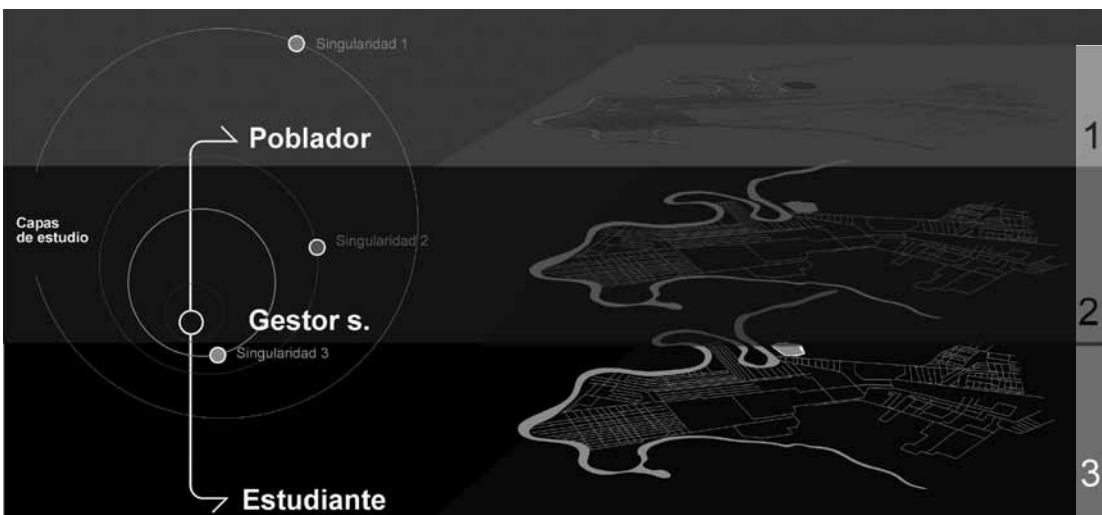 Singularidad 1
Poblador
1
Capas
de estudio
Singularidad 2
Gestor s.
2
Singularidad 3
3
Estudiante